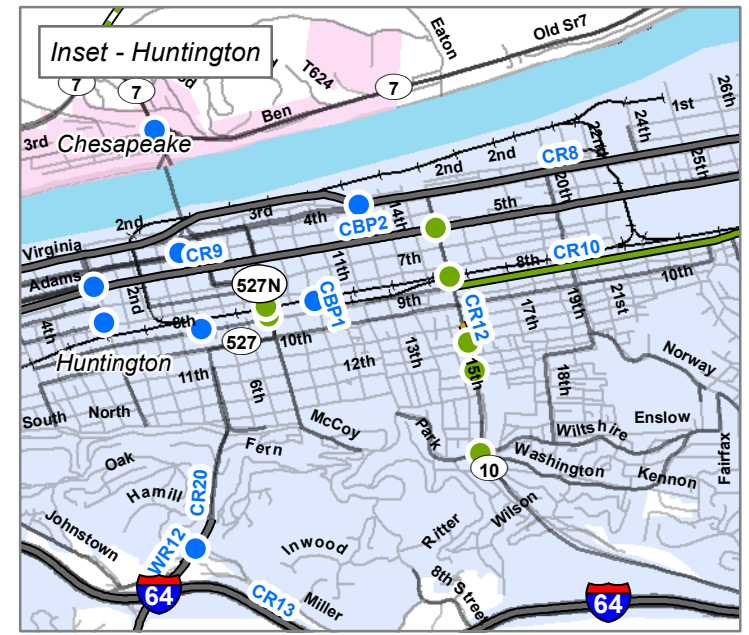 Inset - Huntington
Eaton
Old Sr7
7
7
T624
7
Ben
3rd
Chesapeake
1st
26th
22nd
24th
2nd
2nd
CR8
25th
20th
3rd
4th
14th
5th
2nd
CBP2
Virginia
CR9
11th
7th
8th
CR10
Adams
10th
527N
2nd
CBP1
9th
CR12
17th
19th
21st
4th
8th
527
10th
Huntington
13th
15th
12th
18th
Norway
11th
6th
South
North
McCoy
Park
Wilshire
Enslow
Fern
Washington
Fairfax
Oak
10
Kennon
Hamill
CR20
Wilson
Ritter
Johnstown
Inwood
WR12
8th Street
64
CR13
Miller
64